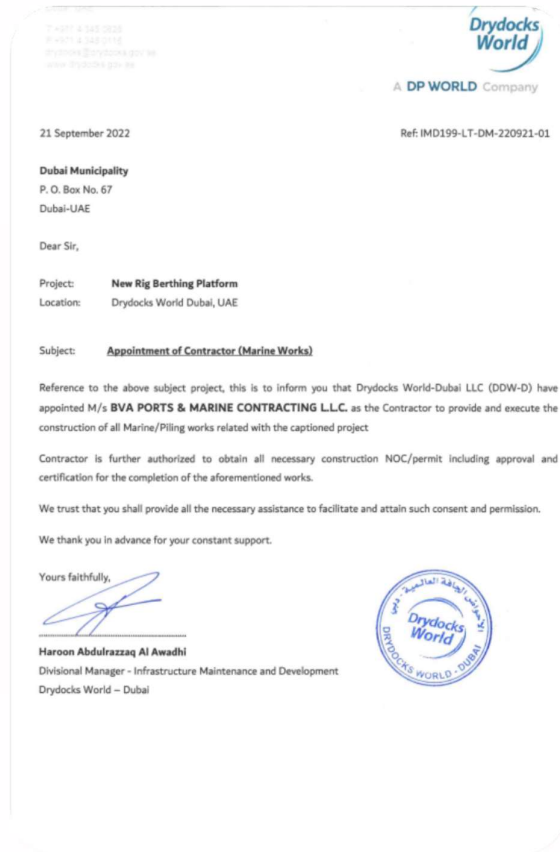 Drydocks
World
A DP WORLD Company
21 September 2022
Ref: IMD199-LT-DM-220921-01
Dubai Municipality
P. O. Box No. 67
Dubai-UAE
Dear Sir,
Project: New Rig Berthing Platform
Location: Drydocks World Dubai, UAE
Subject: Appointment of Contractor (Marine Works)
Reference to the above subject project, this is to inform you that Drydocks World-Dubai LLC (DDW-D) have
appointed M/s BVA PORTS & MARINE CONTRACTING L.L.C. as the Contractor to provide and execute the
construction of all Marine/Piling works related with the captioned project
Contractor is further authorized to obtain all necessary construction NOC/permit including approval and
certification for the completion of the aforementioned works.
We trust that you shall provide all the necessary assistance to facilitate and attain such consent and permission.
We thank you in advance for your constant support.
Yours faithfully,
Haroon Abdulrazzaq Al Awadhi
Divisional Manager - Infrastructure Maintenance and Development
Drydocks World – Dubai
الأحواض الجافة العالمية - دبي
Drydocks
World
DRYDOCKS WORLD - DUBAI